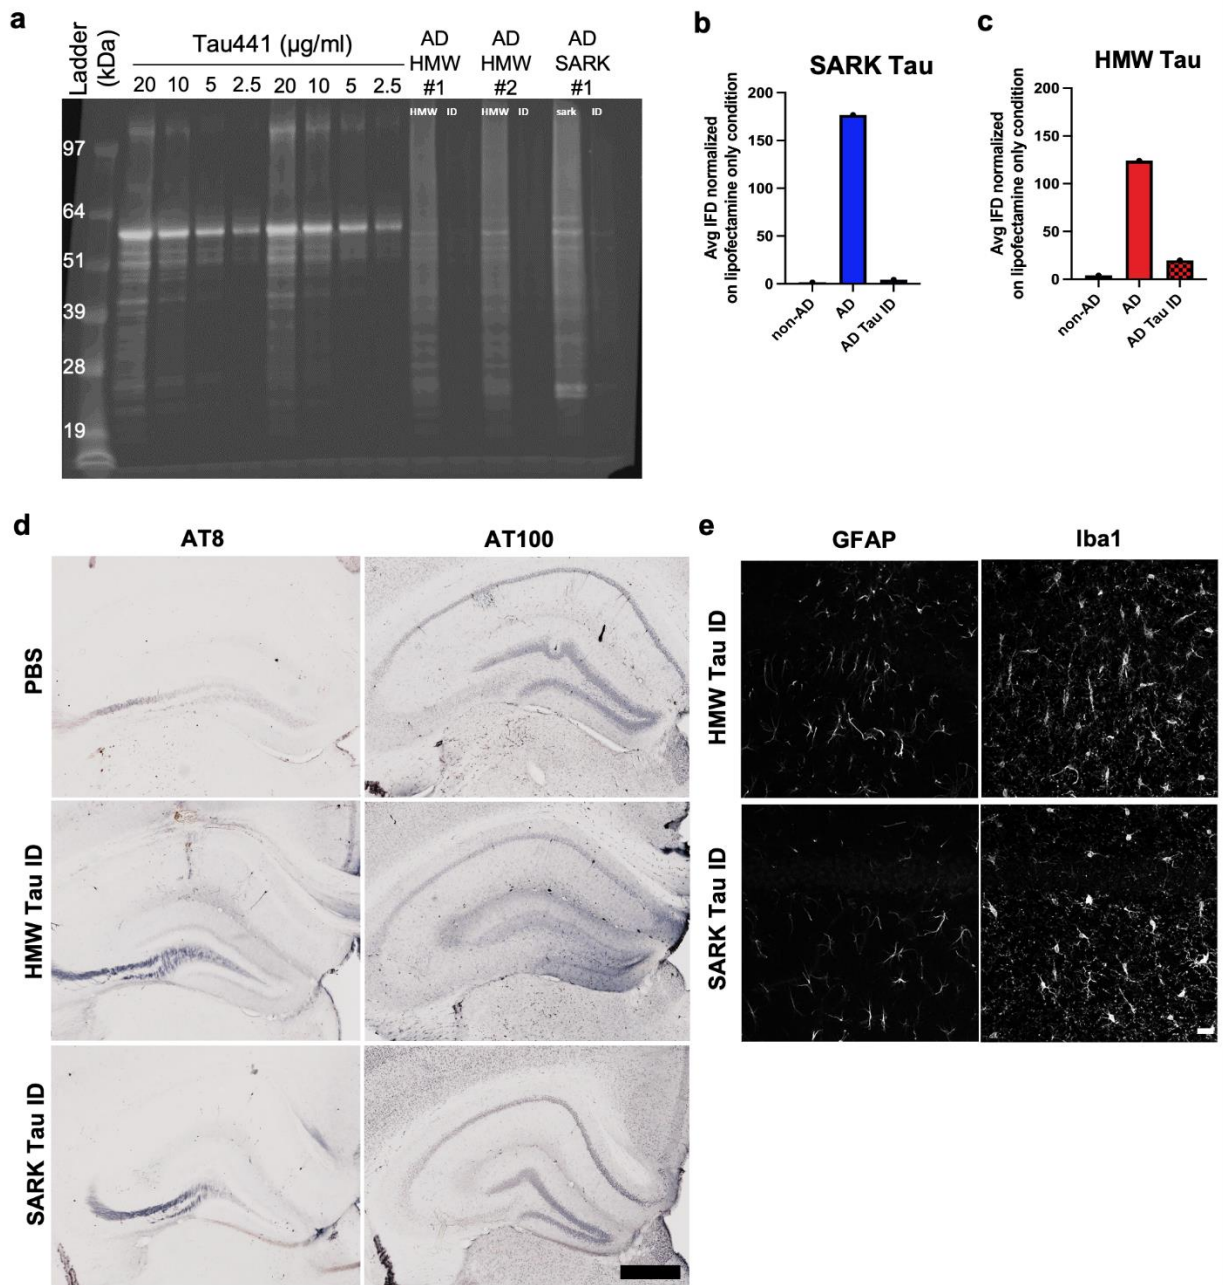 a
Ladder
(kDa)
Tau441 (µg/ml)
20 10 5 2.5 20 10 5 2.5
AD
HMW
#1
AD
HMW
#2
AD
SARK
#1
HMW ID HMW ID sark ID
97
64
51
39
28
19
b
SARK Tau
Avg IFD normalized
on lipofectamine only condition
200
150
100
50
0
non-AD
AD
AD Tau ID
c
HMW Tau
Avg IFD normalized
on lipofectamine only condition
200
150
100
50
0
non-AD
AD
AD Tau ID
d
AT8 AT100
PBS
HMW Tau ID
SARK Tau ID
e
GFAP Iba1
HMW Tau ID
SARK Tau ID